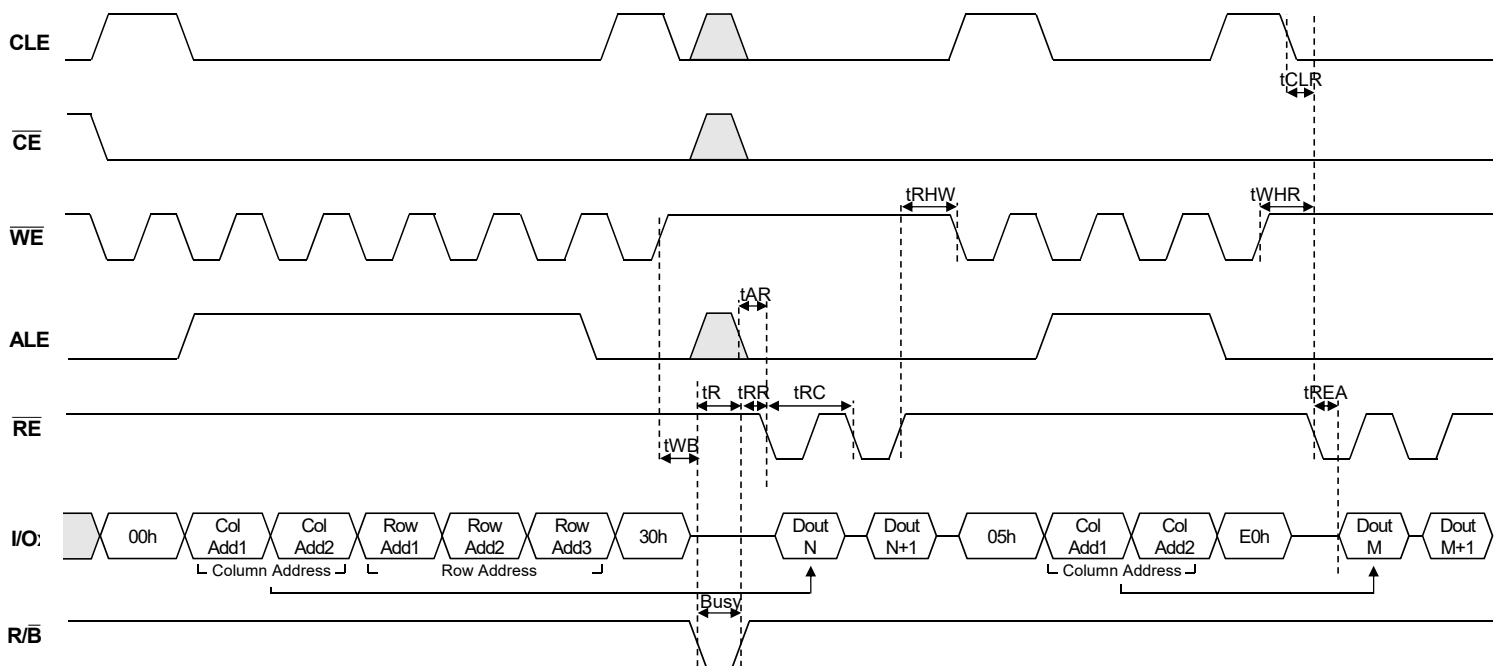 CLE
tCLR
CE
tRHW
tWHR
WE
tAR
ALE
tR
tRR
tRC
tREA
RE
tWB
I/Ox
00h
Col
Add1
Col
Add2
Row
Add1
Row
Add2
Row
Add3
30h
Dout
N
Dout
N+1
05h
Col
Add1
Col
Add2
E0h
Dout
M
Dout
M+1
Column Address
Row Address
Column Address
Busy
R/B